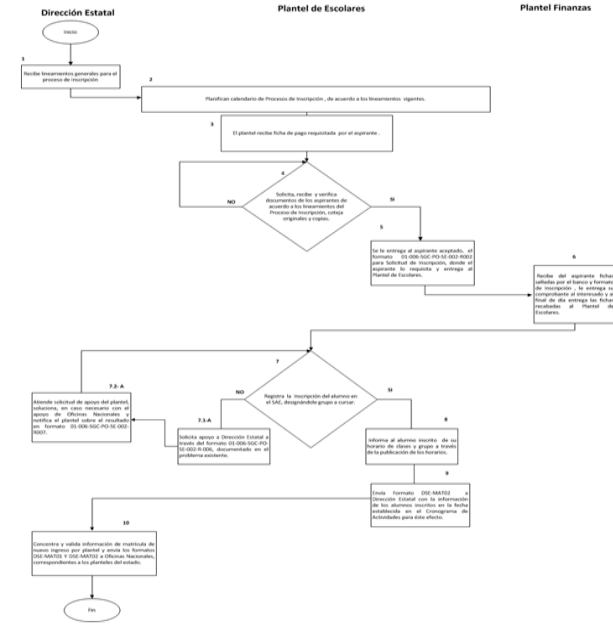 Dirección Estatal
Plantel de Escolares
Plantel Finanzas
Inicio
1
Recibe lineamientos generales para el
proceso de inscripción
2
Planifican calendario de Procesos de Inscripción , de acuerdo a los lineamientos vigentes.
3
El plantel recibe ficha de pago requisitada por el aspirante .
4
Solicita, recibe y verifica
documentos de los aspirantes de
acuerdo a los lineamientos del
Proceso de Inscripción, coteja
originales y copias.
NO
SI
5
Se le entrega al aspirante aceptado, el
formato 01-006-SGC-PO-SE-002-R002
para Solicitud de Inscripción, donde el
aspirante lo requisita y entrega al
Plantel de Escolares.
6
Recibe del aspirante fichas
selladas por el banco y formato
de inscripción , le entrega su
comprobante al interesado y al
final de día entrega las fichas
recabadas al Plantel de
Escolares.
7
Registra la inscripción del alumno en
el SAC, designándole grupo a cursar.
NO
SI
7.2- A
Atiende solicitud de apoyo del plantel,
soluciona, en caso necesario con el
apoyo de Oficinas Nacionales y
notifica al plantel sobre el resultado
en formato 01-006-SGC-PO-SE-002-
R007.
7.1-A
Solicita apoyo a Dirección Estatal a
través del formato 01-006-SGC-PO-
SE-002-R-006, documentado en el
problema existente.
8
Informa al alumno inscrito de su
horario de clases y grupo a través
de la publicación de los horarios.
9
Envía formato DSE-MAT02 a
Dirección Estatal con la información
de los alumnos inscritos en la fecha
establecida en el Cronograma de
Actividades para éste efecto.
10
Concentra y valida información de matrícula de
nuevo ingreso por plantel y envía los formatos
DSE-MAT01 Y DSE-MAT02 a Oficinas Nacionales,
correspondientes a los planteles del estado.
Fin